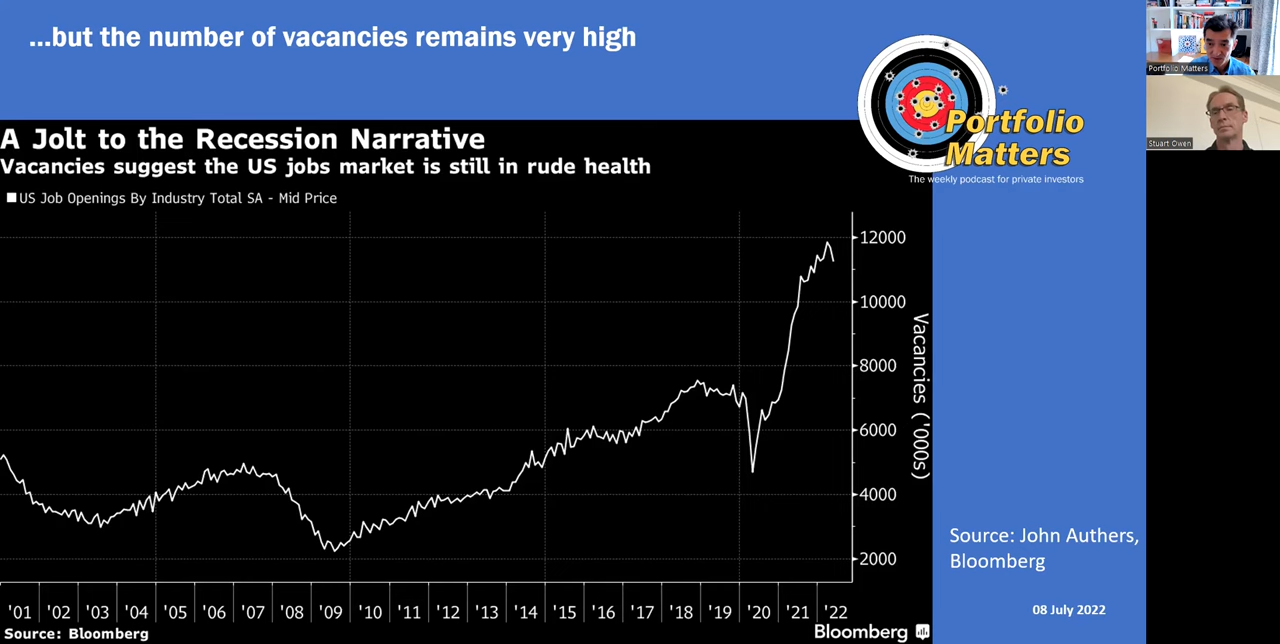 ...but the number of vacancies remains very high
Portfolio Matters
Stuart Owen
Portfolio
Matters
The weekly podcast for private investors
A Jolt to the Recession Narrative
Vacancies suggest the US jobs market is still in rude health
US Job Openings By Industry Total SA - Mid Price
12000
10000
8000
6000
4000
2000
Vacancies ('000s)
'01 '02 '03 '04 '05 '06 '07 '08 '09 '10 '11 '12 '13 '14 '15 '16 '17 '18 '19 '20 '21 '22
Source: Bloomberg
Bloomberg
Source: John Authers,
Bloomberg
08 July 2022